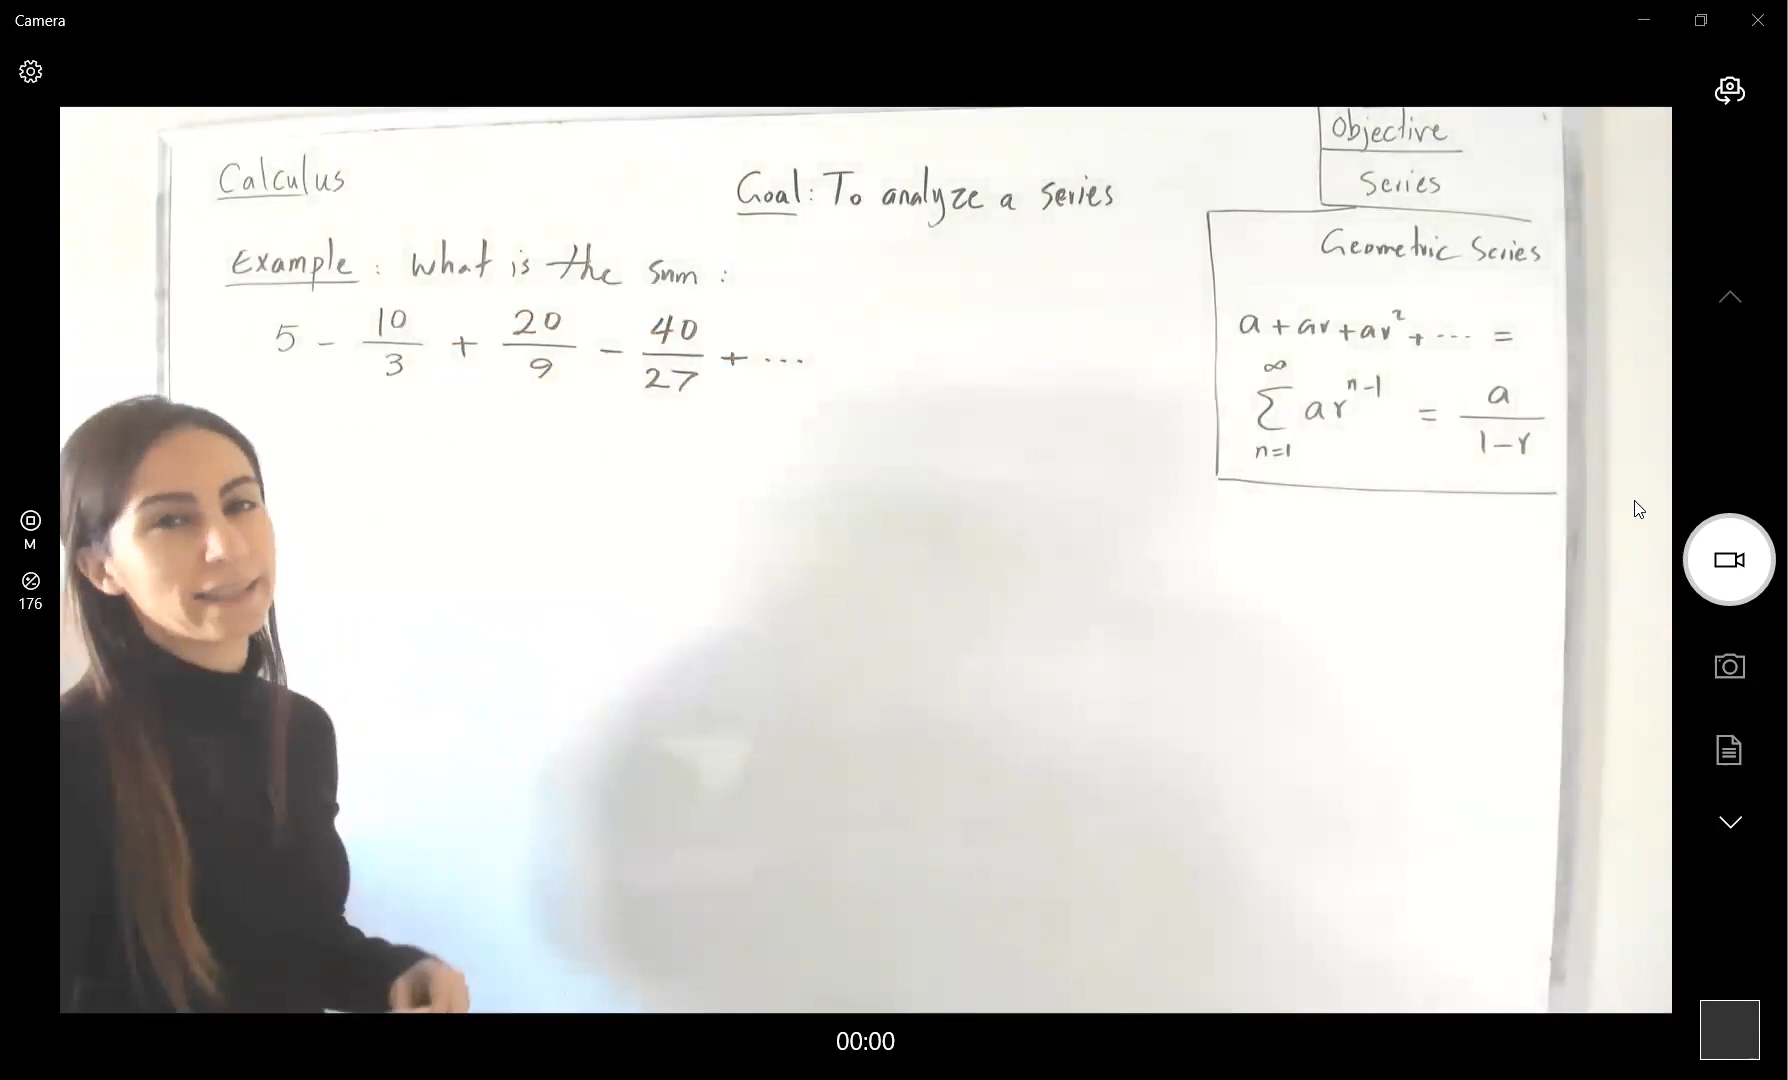 Camera
Objective
Series
Calculus
Goal: To analyze a series
Geometric Series
Example: What is the sum:
5 - 10/3 + 20/9 - 40/27 + ...
a + ar + ar² + ... =
∑ ar^(n-1) = a/(1-r)
∞
n=1
M
176
00:00